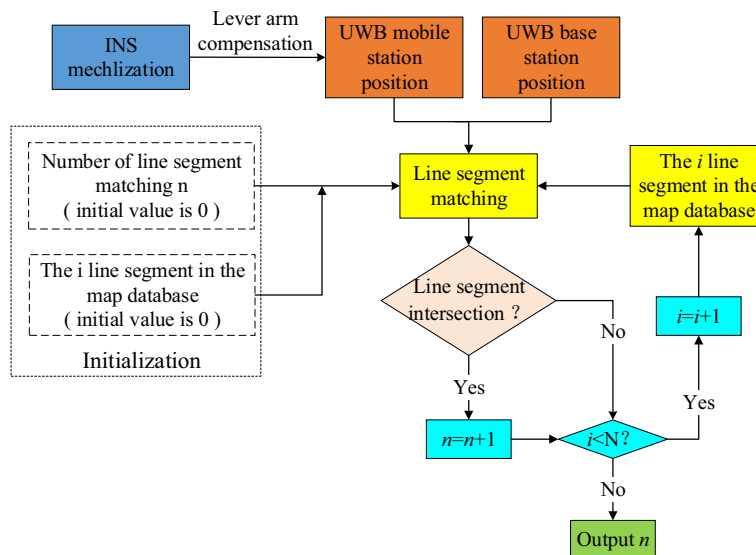 INS
mechlization
Lever arm
compensation
UWB mobile
station
position
UWB base
station
position
Number of line segment
matching n
( initial value is 0 )
The i line segment in the
map database
( initial value is 0 )
Initialization
Line segment
matching
The i line
segment in the
map database
Line segment
intersection ?
No
i=i+1
Yes
Yes
n=n+1
i<N?
No
Output n